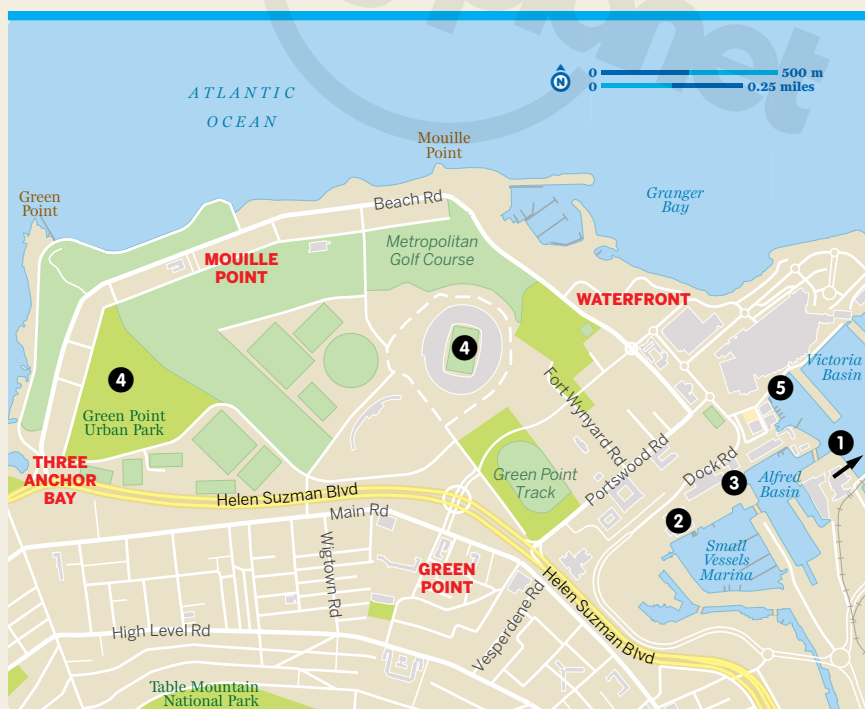 planet
0 500 m
N
0 0.25 miles
ATLANTIC
OCEAN
Mouille
Point
Green
Point
Granger
Bay
Beach Rd
Metropolitan
Golf Course
MOUILLE
POINT
WATERFRONT
4
4
5
Victoria
Basin
Green Point
Urban Park
Fort Wynyard Rd
Portswood Rd
1
THREE
ANCHOR
BAY
Green Point
Track
Dock Rd
3
Alfred
Basin
Helen Suzman Blvd
Main Rd
2
Small
Vessels
Marina
Wigtown Rd
GREEN
POINT
Vesperdene Rd
Helen Suzman Blvd
High Level Rd
Table Mountain
National Park